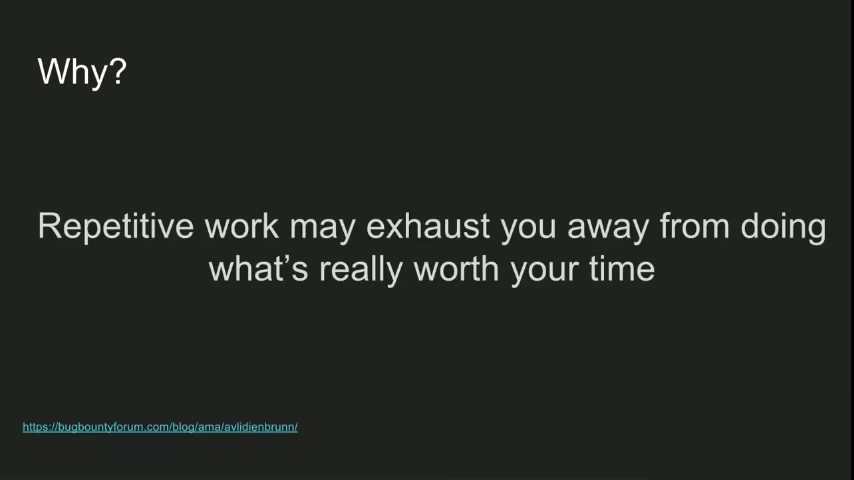 Why?
Repetitive work may exhaust you away from doing
what's really worth your time
https://bugbountyforum.com/blog/ama/avlidienbrunn/